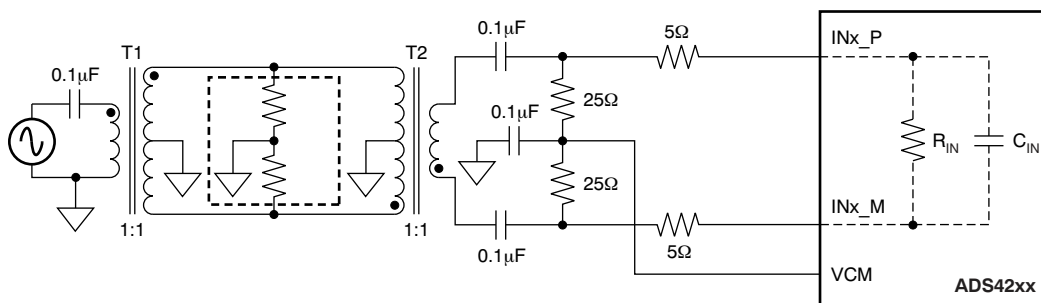 T1
T2
0.1μF
0.1μF
5Ω
INx_P
25Ω
0.1μF
R_IN
C_IN
25Ω
INx_M
1:1
1:1
0.1μF
5Ω
VCM
ADS42xx